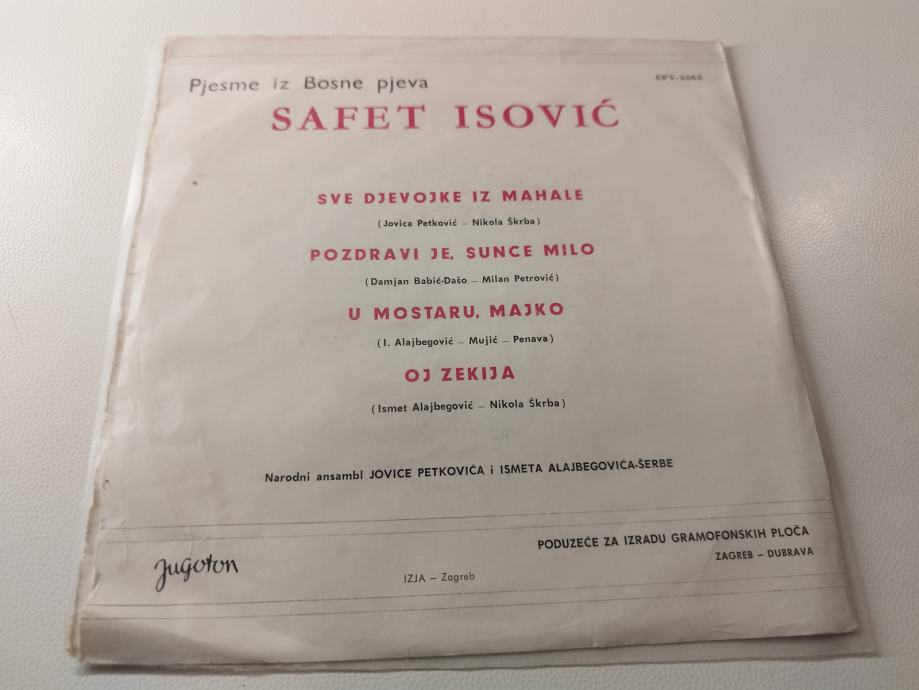 Pjesme iz Bosne pjeva
SAFET ISOVIĆ
SVE DJEVOJKE IZ MAHALE
(Jovica Petković – Nikola Škrba)
POZDRAVI JE, SUNCE MILO
(Damjan Babić-Dašo – Milan Petrović)
U MOSTARU, MAJKO
(I. Alajbegović – Mujić – Penava)
OJ ZEKIJA
(Ismet Alajbegović – Nikola Škrba)
Narodni ansambl JOVICE PETKOVIĆA i ISMETA ALAJBEGOVIĆA-ŠERBE
PODUZEĆE ZA IZRADU GRAMOFONSKIH PLOČA
ZAGREB – DUBRAVA
Jugoton
IZJA – Zagreb